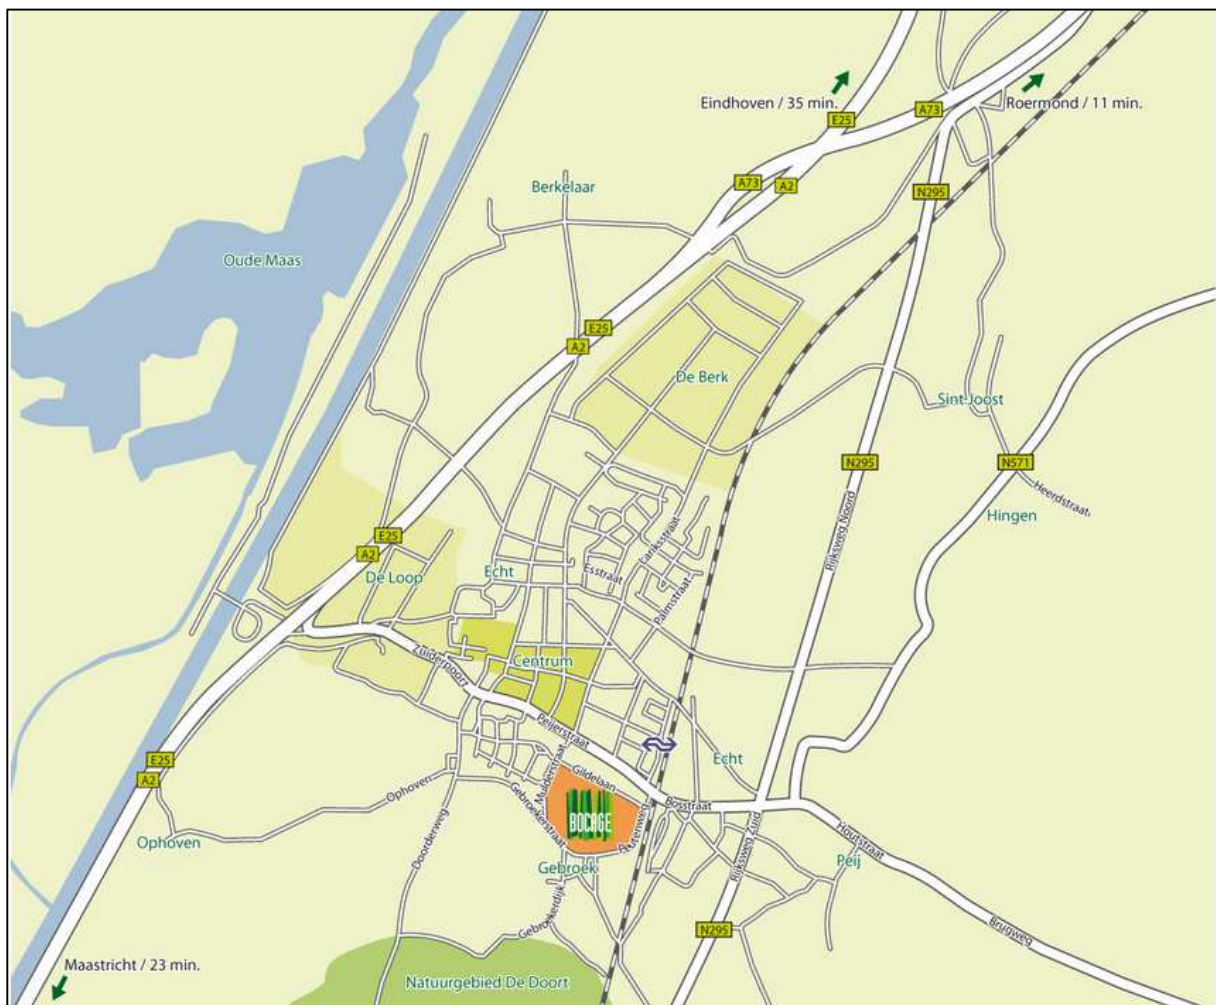 Eindhoven / 35 min.
Roermond / 11 min.
A73
E25
A73
A2
N295
Berkelaar
Oude Maas
E25
A2
De Berk
Sint Joost
N295
N571
Heerdstraat
Hingen
Rijksweg Noord
E25
A2
De Loop
Echt
Esstraat
Lariksstraat
Palmstraat
Zuiderpoort
Centrum
Peijerstraat
Echt
E25
A2
Ophoven
Ophoven
Doorderweg
Mulderstraat
Gildelaan
BOCAGE
Gebroekerstraat
Peutenweg
Bosstraat
Houtstraat
Rijksweg Zuid
Peij
Gebroek
Gebroekerdijk
N295
Brugweg
Maastricht / 23 min.
Natuurgebied De Doort